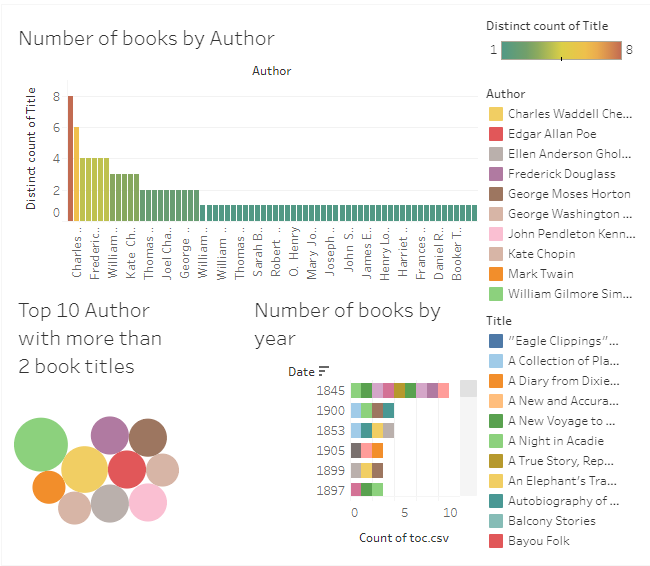 Number of books by Author
Author
Distinct count of Title
8
6
4
2
0
Charles ..
Frederic..
William ..
Kate Ch..
Thomas ..
Joel Cha..
George ..
William ..
William ..
Thomas ..
Sarah B..
Robert ..
O. Henry
Mary Jo..
Joseph ..
John S..
James E..
Henry Lo..
Harriet ..
Frances ..
Daniel R..
Booker T..
Distinct count of Title
1
8
Author
Charles Waddell Che...
Edgar Allan Poe
Ellen Anderson Ghol...
Frederick Douglass
George Moses Horton
George Washington ...
John Pendleton Kenn...
Kate Chopin
Mark Twain
William Gilmore Sim...
Top 10 Author
with more than
2 book titles
Number of books by
year
Date
1845
1900
1853
1905
1899
1897
0
5
10
Count of toc.csv
Title
"Eagle Clippings"...
A Collection of Pla...
A Diary from Dixie...
A New and Accura...
A New Voyage to ...
A Night in Acadie
A True Story, Rep...
An Elephant's Tra...
Autobiography of ...
Balcony Stories
Bayou Folk